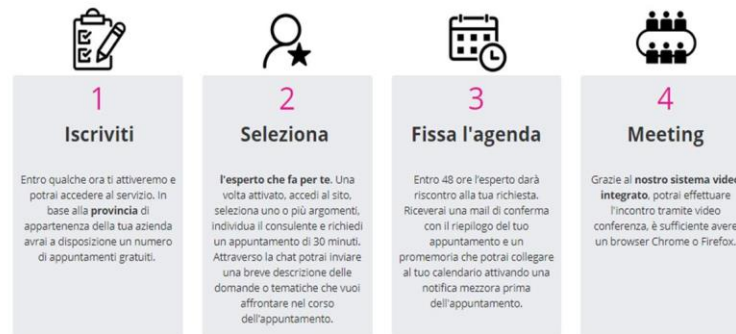 1
Iscriviti
Entro qualche ora ti attiveremo e
potrai accedere al servizio. In
base alla provincia di
appartenenza della tua azienda
avrai a disposizione un numero
di appuntamenti gratuiti.
2
Seleziona
l'esperto che fa per te. Una
volta attivato, accedi al sito,
seleziona uno o più argomenti,
individua il consulente e richiedi
un appuntamento di 30 minuti.
Attraverso la chat potrai inviare
una breve descrizione delle
domande o tematiche che vuoi
affrontare nel corso
dell'appuntamento.
3
Fissa l'agenda
Entro 48 ore l'esperto darà
riscontro alla tua richiesta.
Riceverai una mail di conferma
con il riepilogo del tuo
appuntamento e un
promemoria che potrai collegare
al tuo calendario attivando una
notifica mezzora prima
dell'appuntamento.
4
Meeting
Grazie al nostro sistema video
integrato, potrai effettuare
l'incontro tramite video
conferenza, è sufficiente avere
un browser Chrome o Firefox.